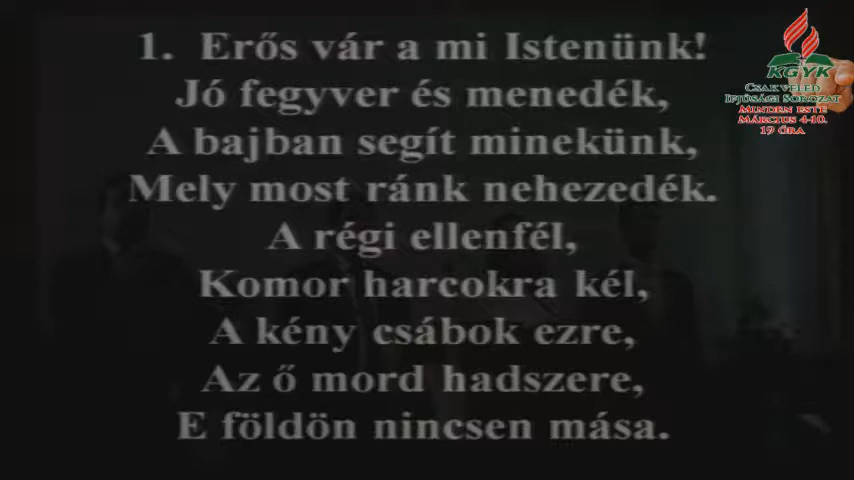 1. Erős vár a mi Istenünk!
Jó fegyver és menedék,
A bajban segít minekünk,
Mely most ránk nehezedék.
A régi ellenfél,
Komor harcokra kél,
A kény csábok ezre,
Az ő mord hadszere,
E földön nincsen mása.
KGYK
Csak veled
Ifjúsági Sorozat
Minden este
Március 4-10.
19 óra